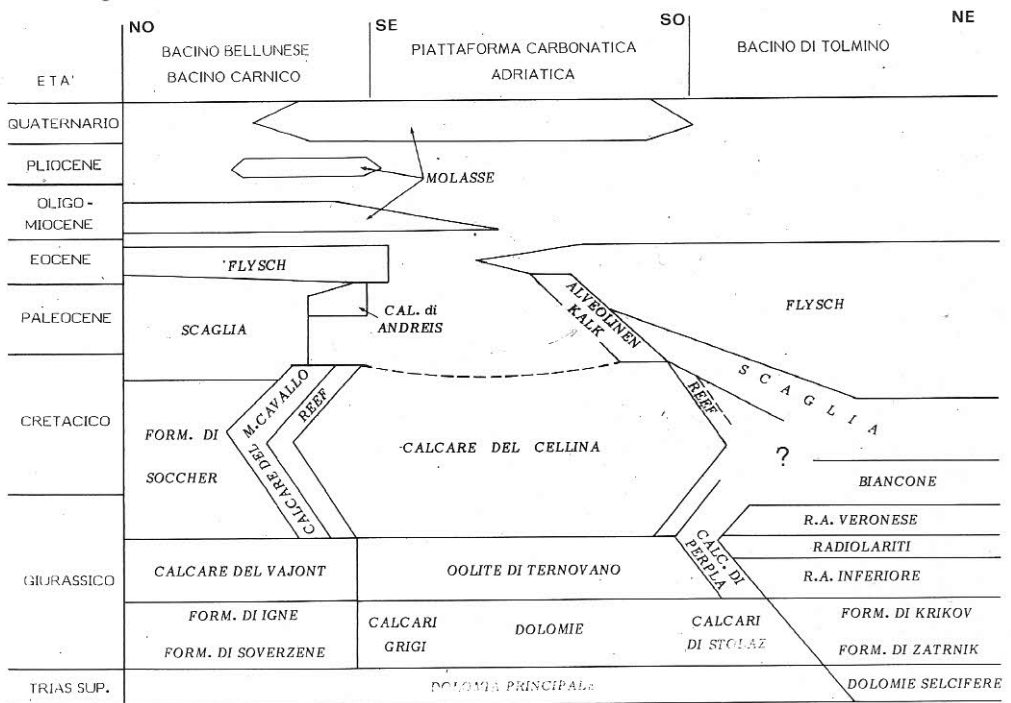 NO
SE
SO
NE
BACINO BELLUNESE
BACINO CARNICO
PIATTAFORMA CARBONATICA
ADRIATICA
BACINO DI TOLMINO
ETA'
QUATERNARIO
PLIOCENE
MOLASSE
OLIGO-
MIOCENE
EOCENE
FLYSCH
PALEOCENE
SCAGLIA
CAL. di
ANDREIS
ALVEOLINEN
KALK
FLYSCH
SCAGLIA
CRETACICO
FORM. DI
SOCCHER
CALCARE DEL M.CAVALLO
REEF
CALCARE DEL CELLINA
REEF
?
BIANCONE
GIURASSICO
CALCARE DEL VAJONT
OOLITE DI TERNOVANO
CALC. DI
PERPLA
R.A. VERONESE
RADIOLARITI
R.A. INFERIORE
FORM. DI IGNE
FORM. DI SOVERZENE
CALCARI
GRIGI
DOLOMIE
CALCARI
DI STOLAZ
FORM. DI KRIKOV
FORM. DI ZATRNIK
TRIAS SUP.
DOLOMIA PRINCIPALE
DOLOMIE SELCIFERE